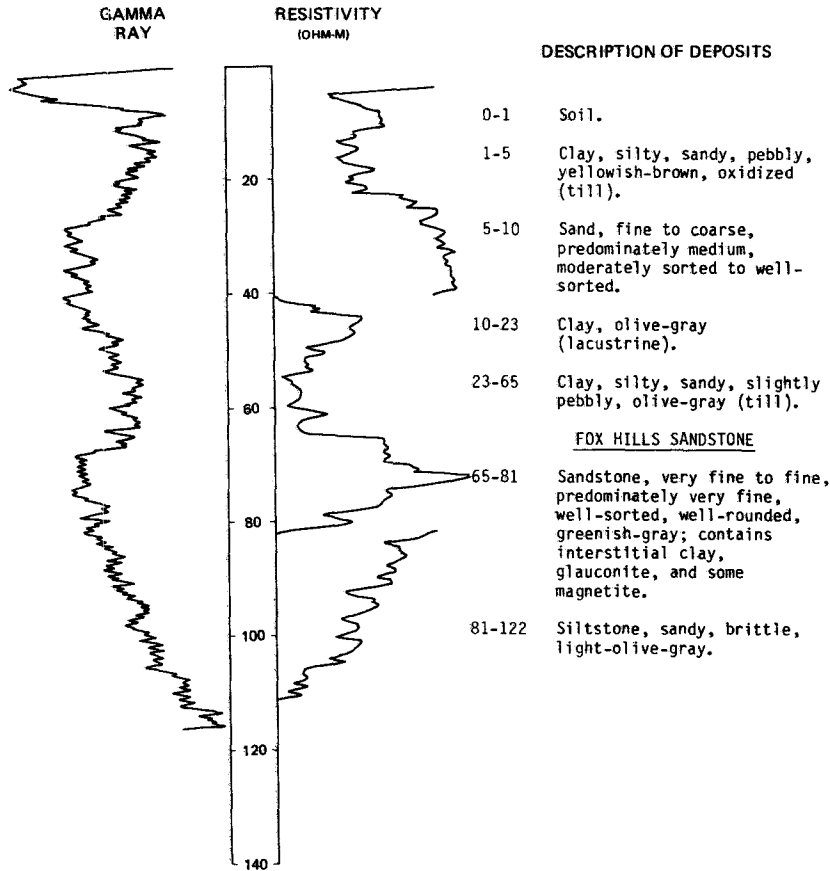 GAMMA
RAY
RESISTIVITY
(OHM-M)
DESCRIPTION OF DEPOSITS
0-1 Soil.
1-5 Clay, silty, sandy, pebbly,
yellowish-brown, oxidized
(till).
5-10 Sand, fine to coarse,
predominately medium,
moderately sorted to well-
sorted.
10-23 Clay, olive-gray
(lacustrine).
23-65 Clay, silty, sandy, slightly
pebbly, olive-gray (till).
FOX HILLS SANDSTONE
65-81 Sandstone, very fine to fine,
predominately very fine,
well-sorted, well-rounded,
greenish-gray; contains
interstitial clay,
glauconite, and some
magnetite.
81-122 Siltstone, sandy, brittle,
light-olive-gray.
20
40
60
80
100
120
140